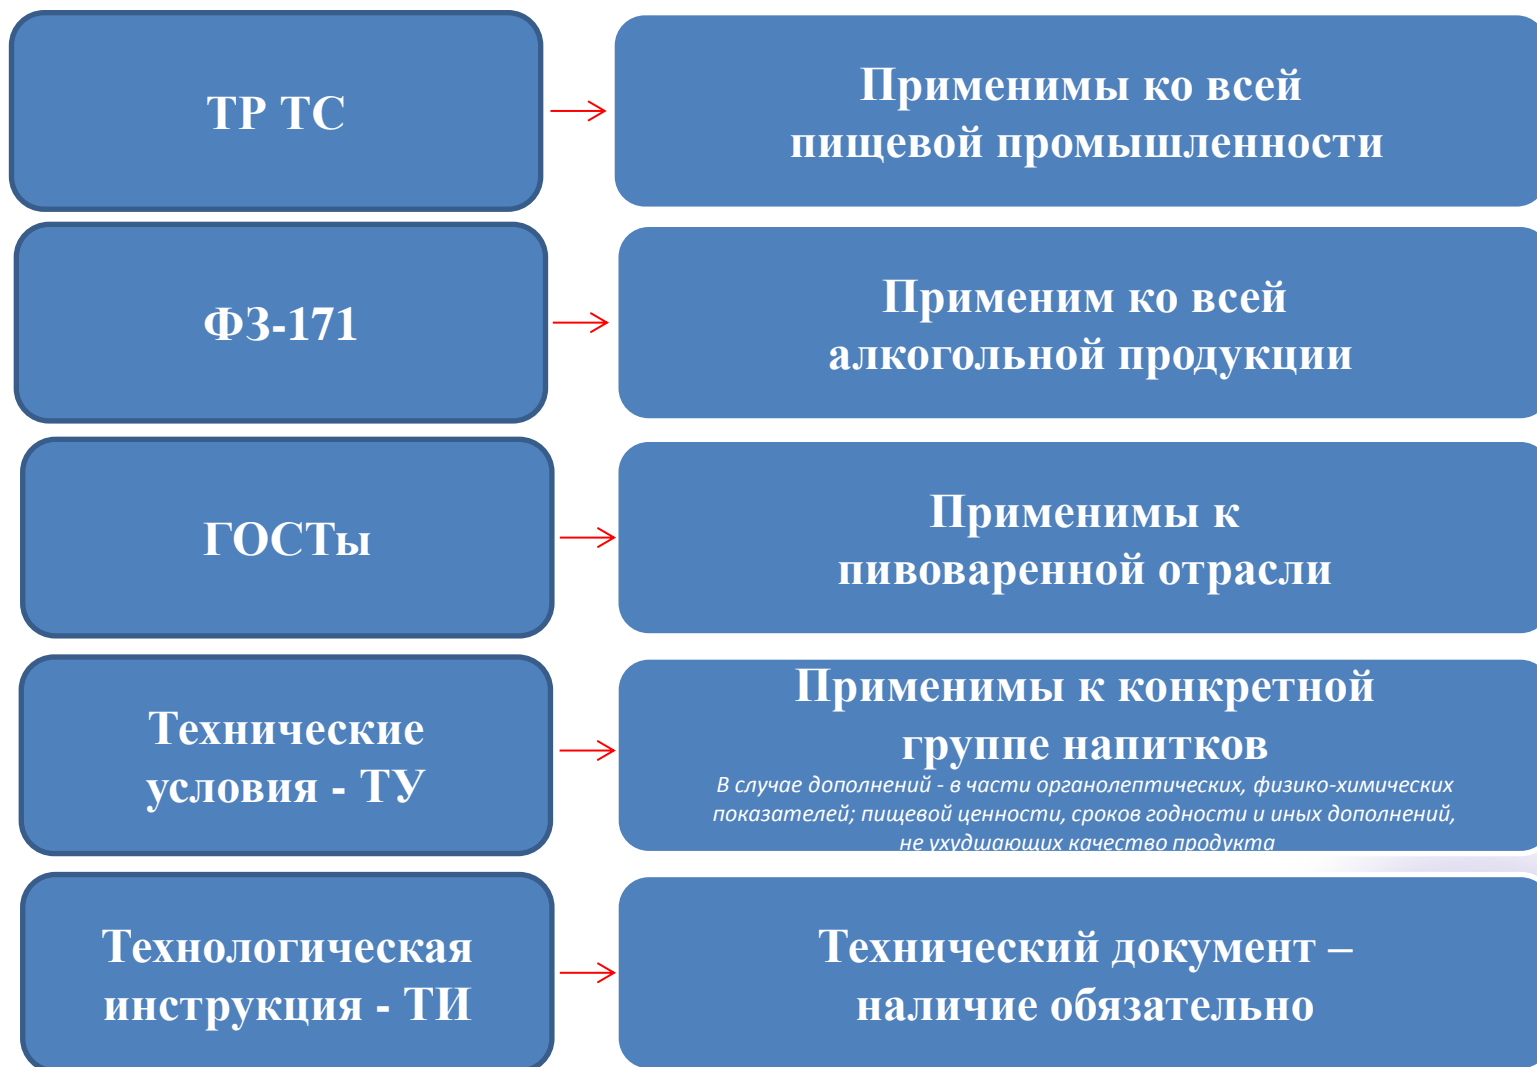 ТР ТС
Применимы ко всей
пищевой промышленности
ФЗ-171
Применим ко всей
алкогольной продукции
ГОСТы
Применимы к
пивоваренной отрасли
Технические
условия - ТУ
Применимы к конкретной
группе напитков
В случае дополнений - в части органолептических, физико-химических
показателей; пищевой ценности, сроков годности и иных дополнений,
не ухудшающих качество продукта
Технологическая
инструкция - ТИ
Технический документ –
наличие обязательно